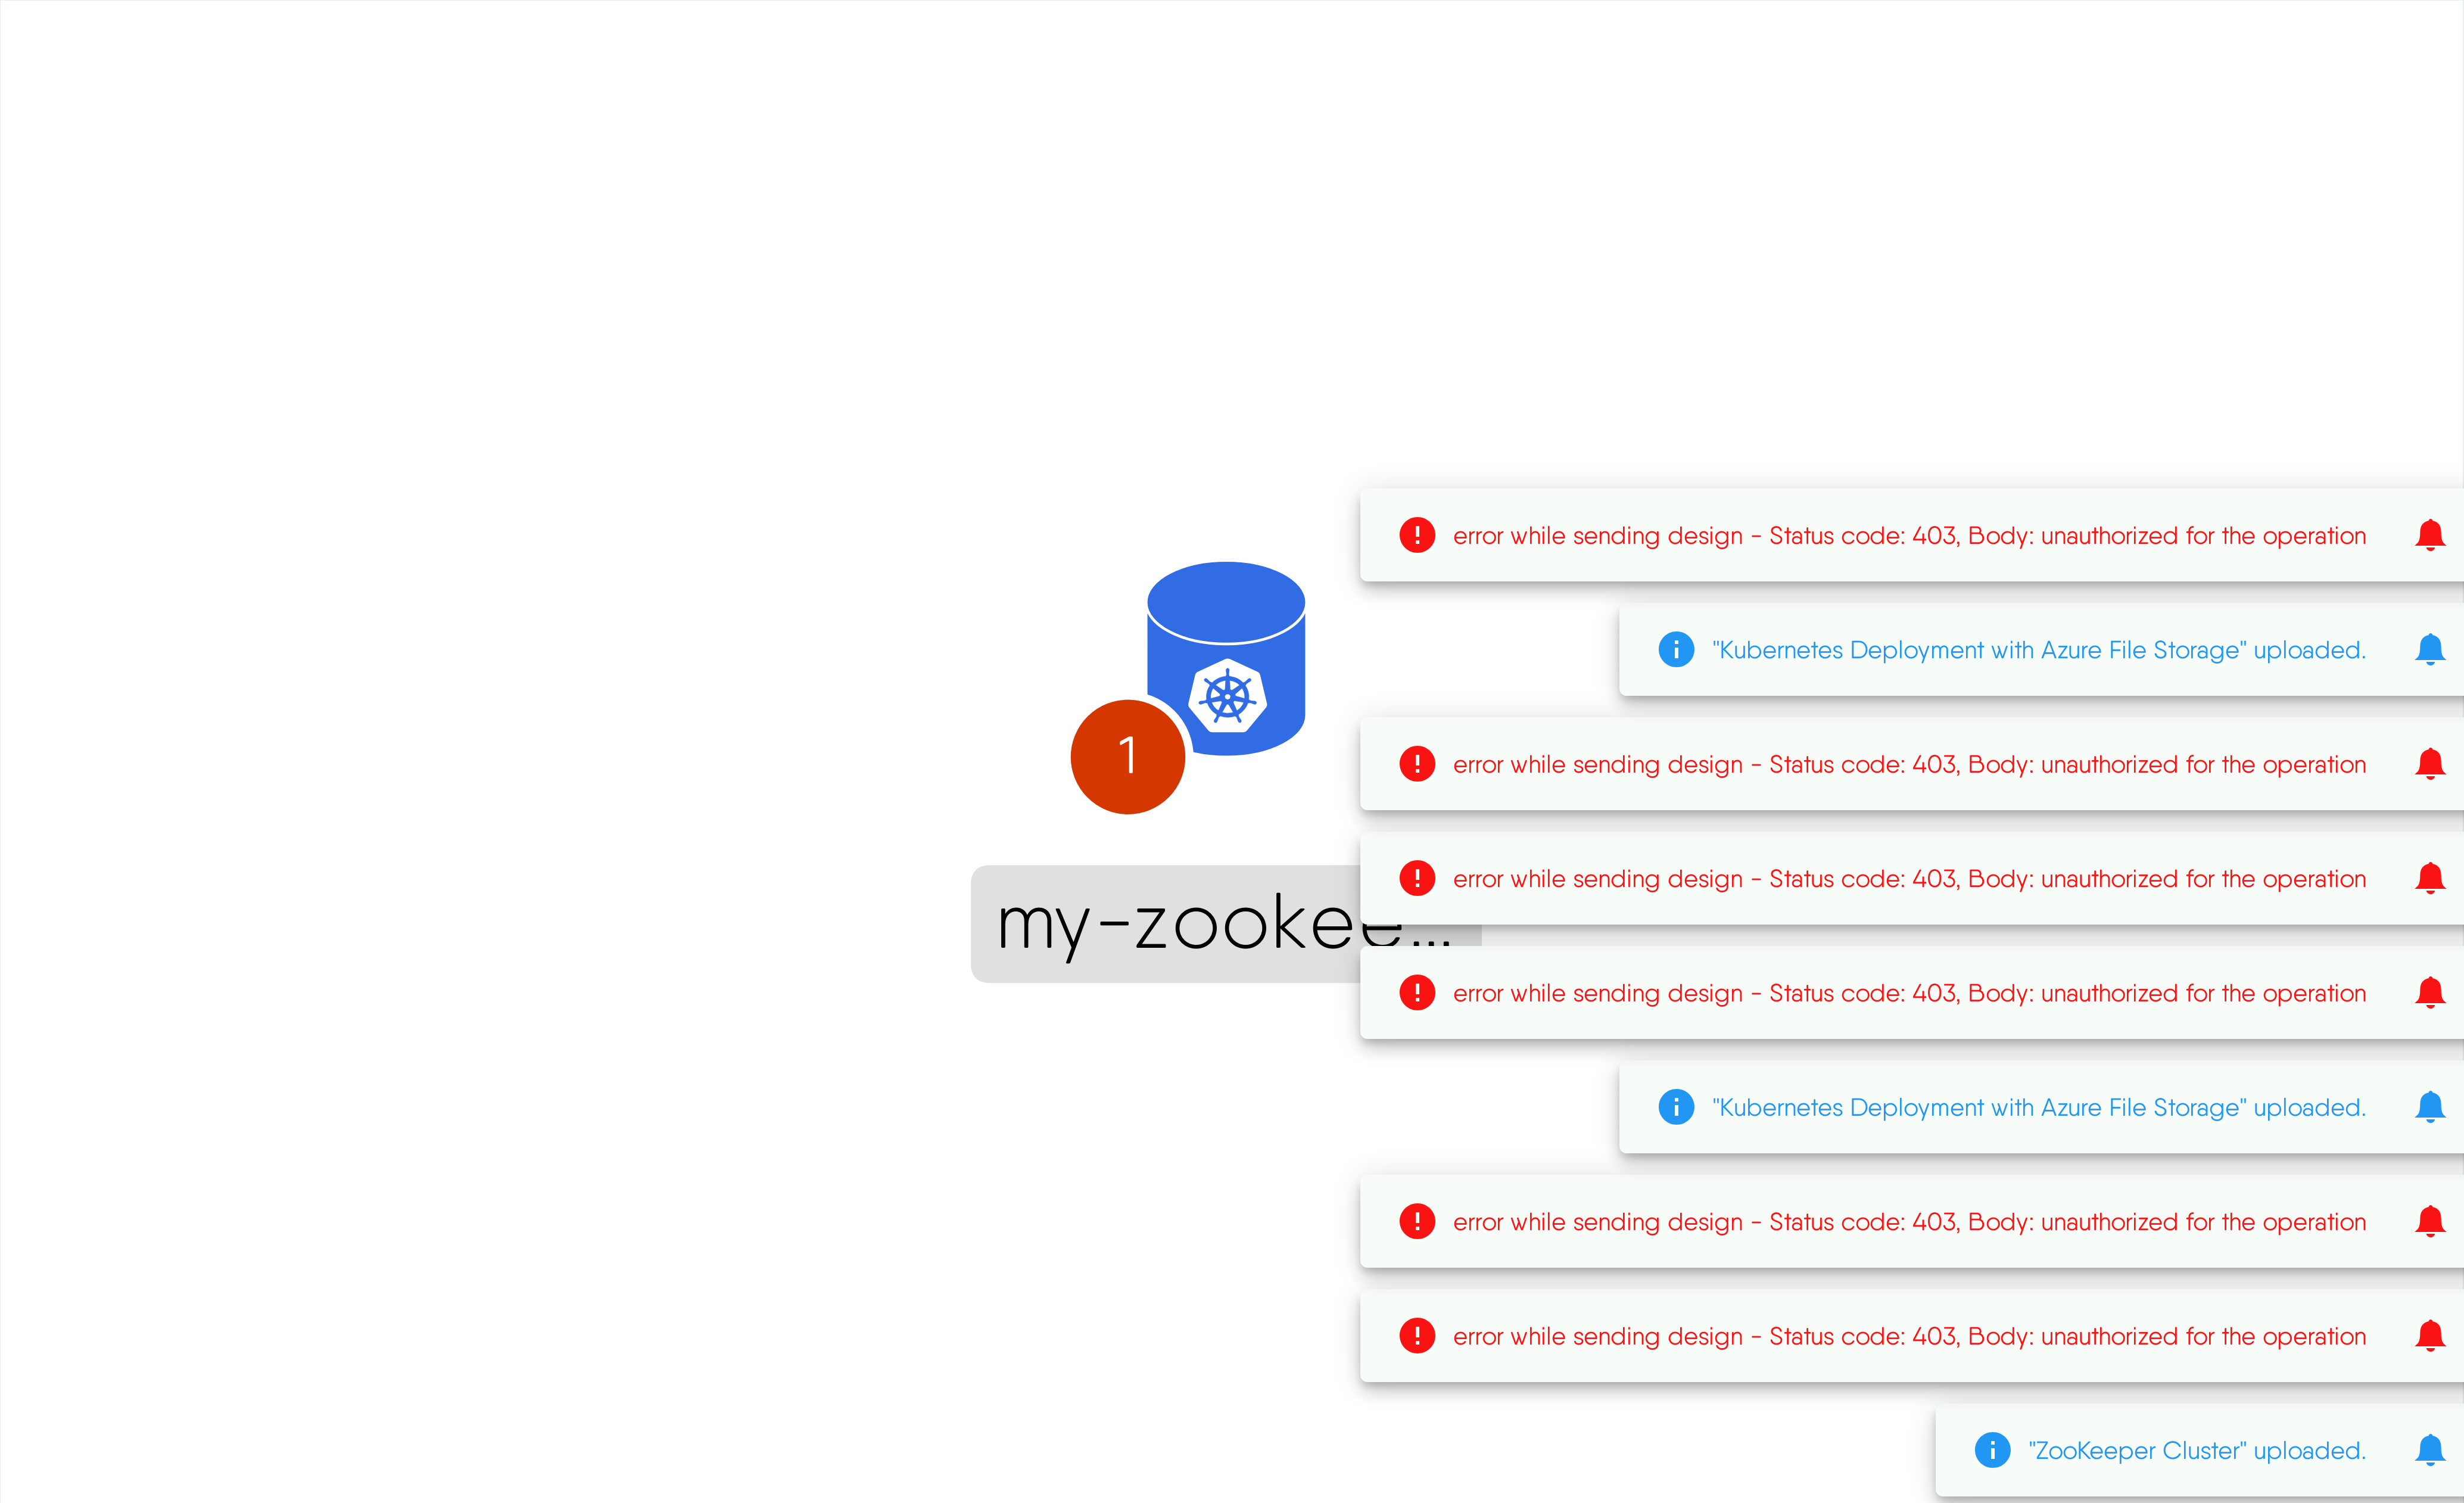 error while sending design - Status code: 403, Body: unauthorized for the operation
"Kubernetes Deployment with Azure File Storage" uploaded.
1
error while sending design - Status code: 403, Body: unauthorized for the operation
error while sending design - Status code: 403, Body: unauthorized for the operation
my-zookee...
error while sending design - Status code: 403, Body: unauthorized for the operation
"Kubernetes Deployment with Azure File Storage" uploaded.
error while sending design - Status code: 403, Body: unauthorized for the operation
error while sending design - Status code: 403, Body: unauthorized for the operation
"ZooKeeper Cluster" uploaded.